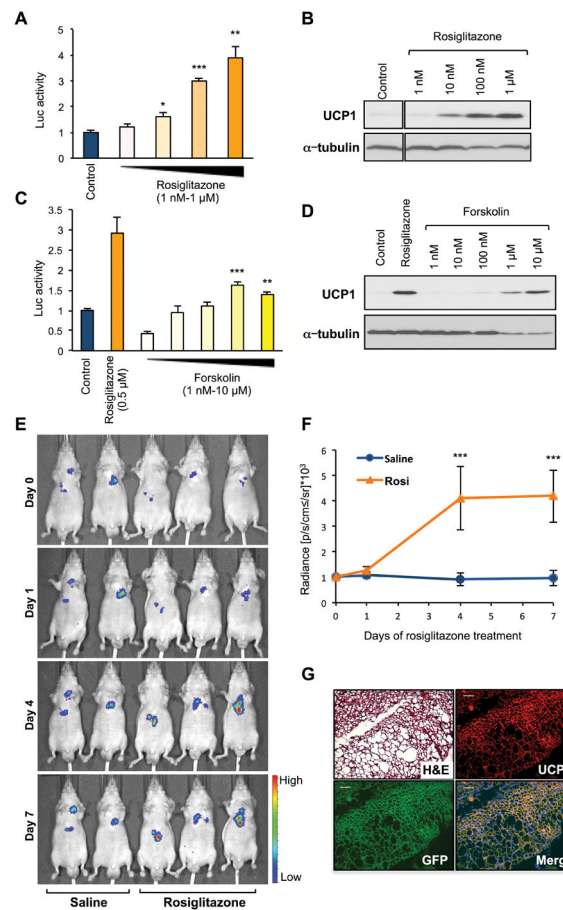 A
Luc activity
5
4
3
2
1
0
*
***
**
Control
Rosiglitazone
(1 nM-1 μM)
B
Rosiglitazone
Control
1 nM
10 nM
100 nM
1 μM
UCP1
α-tubulin
C
Luc activity
3.5
3
2.5
2
1.5
1
0.5
0
***
**
Control
Rosiglitazone
(0.5 μM)
Forskolin
(1 nM-10 μM)
D
Forskolin
Control
Rosiglitazone
1 nM
10 nM
100 nM
1 μM
10 μM
UCP1
α-tubulin
E
Day 0
Day 1
Day 4
Day 7
High
Low
Saline
Rosiglitazone
F
Saline
Rosi
***
***
Radiance [p/s/cm≤/sr]*10³
6
5
4
3
2
1
0
0
1
4
7
Days of rosiglitazone treatment
G
H&E
UCP
GFP
Merg